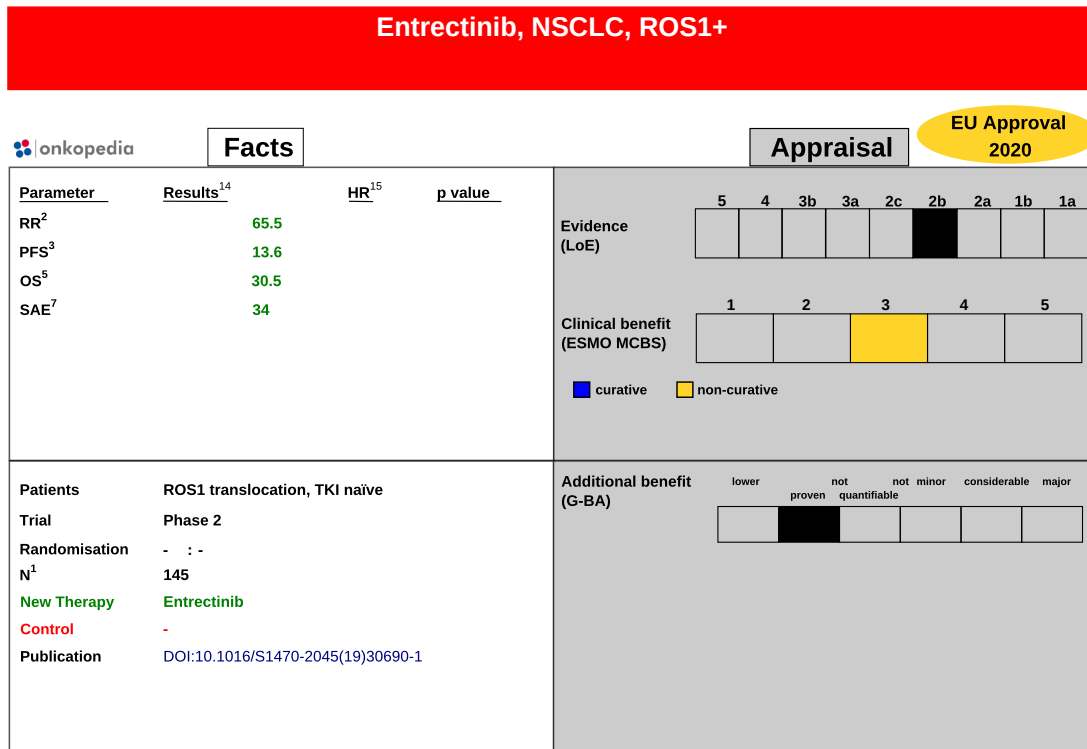 Entrectinib, NSCLC, ROS1+
onkopedia
Facts
Appraisal
EU Approval
2020
Parameter Results14 HR15 p value
RR2 65.5
PFS3 13.6
OS5 30.5
SAE7 34
5 4 3b 3a 2c 2b 2a 1b 1a
Evidence
(LoE)
1 2 3 4 5
Clinical benefit
(ESMO MCBS)
curative non-curative
Patients ROS1 translocation, TKI naïve
Trial Phase 2
Randomisation - : -
N1 145
New Therapy Entrectinib
Control -
Publication DOI:10.1016/S1470-2045(19)30690-1
Additional benefit
(G-BA)
lower not not minor considerable major
proven quantifiable